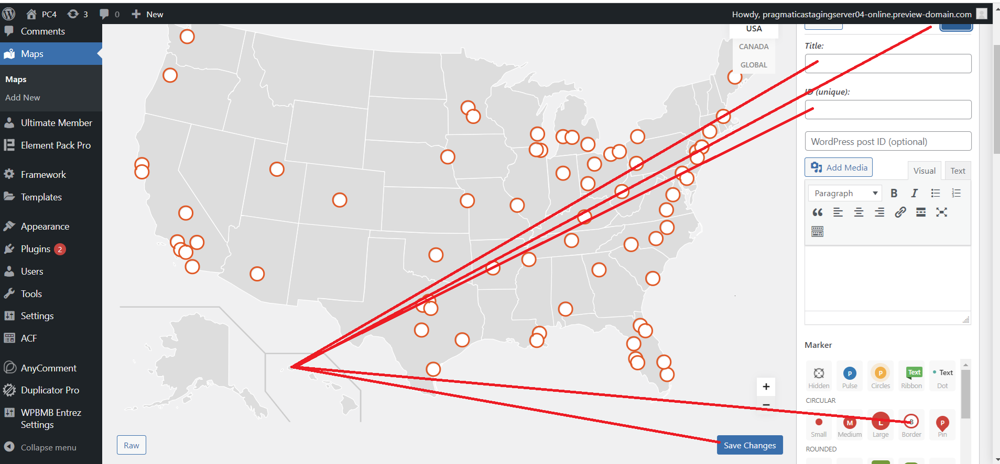 PC4
3
0
New
Howdy, pragmaticastagingserver04-online.preview-domain.com
Comments
Maps
Maps
Add New
Ultimate Member
Element Pack Pro
Framework
Templates
Appearance
Plugins 2
Users
Tools
Settings
ACF
AnyComment
Duplicator Pro
WPBMB Entrez
Settings
Collapse menu
USA
CANADA
GLOBAL
+
−
Raw
Save Changes
Title:
ID (unique):
WordPress post ID (optional)
Add Media
Visual
Text
Paragraph
B I
Marker
P
P
Text
Text
Hidden
Pulse
Circles
Ribbon
Dot
CIRCULAR
M
L
B
P
Small
Medium
Large
Border
Pin
ROUNDED